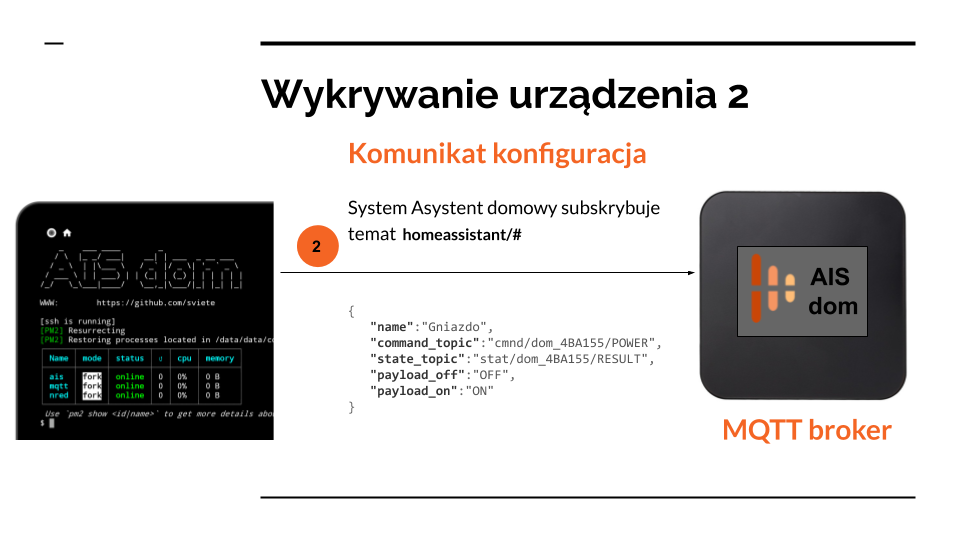 Wykrywanie urządzenia 2
Komunikat konfiguracja
System Asystent domowy subskrybuje
temat homeassistant/#
2
{
"name":"Gniazdo",
"command_topic":"cmnd/dom_4BA155/POWER",
"state_topic":"stat/dom_4BA155/RESULT",
"payload_off":"OFF",
"payload_on":"ON"
}
AIS dom
WWW: https://github.com/sviete
[ssh is running]
[PM2] Resurrecting
[PM2] Restoring processes located in /data/data/co
Name mode status ↺ cpu memory
ais fork online 0 0% 0 B
mqtt fork online 0 0% 0 B
nred fork online 0 0% 0 B
Use `pm2 show <id|name>` to get more details abou
$
AIS
dom
MQTT broker